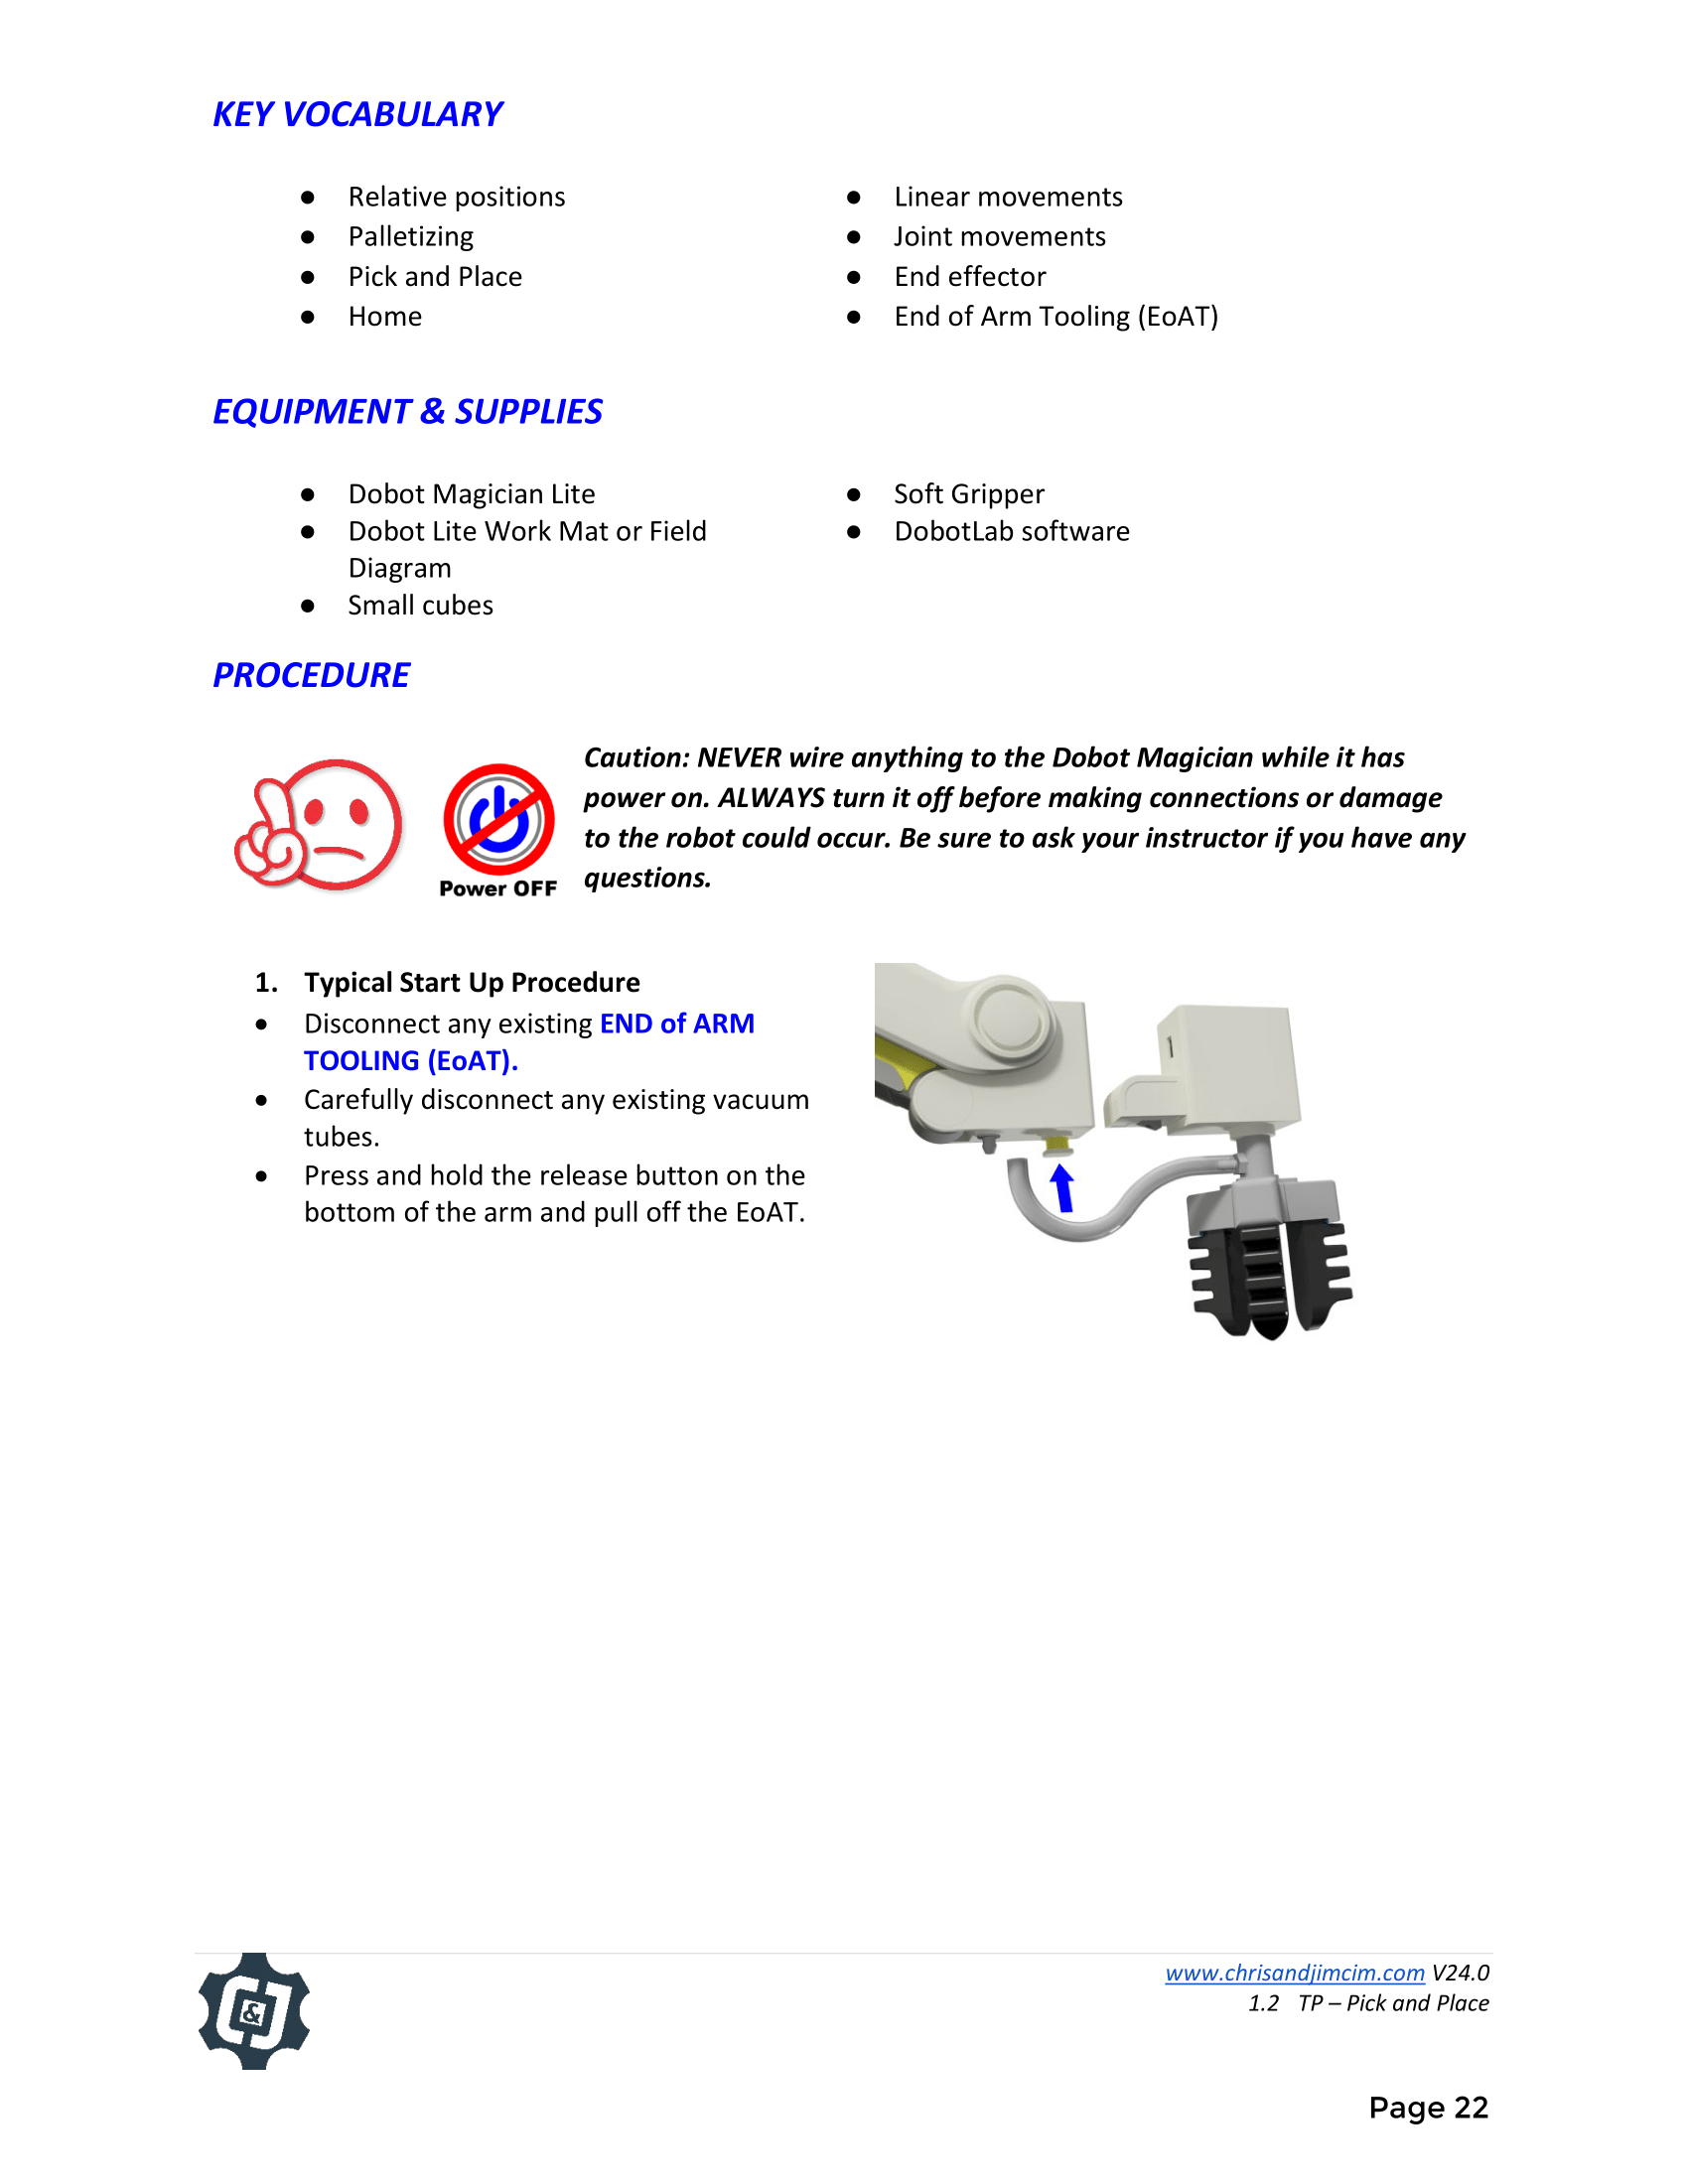 KEY VOCABULARY
● Relative positions
● Palletizing
● Pick and Place
● Home
● Linear movements
● Joint movements
● End effector
● End of Arm Tooling (EoAT)
EQUIPMENT & SUPPLIES
● Dobot Magician Lite
● Dobot Lite Work Mat or Field
Diagram
● Small cubes
● Soft Gripper
● DobotLab software
PROCEDURE
Power OFF
Caution: NEVER wire anything to the Dobot Magician while it has
power on. ALWAYS turn it off before making connections or damage
to the robot could occur. Be sure to ask your instructor if you have any
questions.
1. Typical Start Up Procedure
• Disconnect any existing END of ARM
TOOLING (EoAT).
• Carefully disconnect any existing vacuum
tubes.
• Press and hold the release button on the
bottom of the arm and pull off the EoAT.
C&J
www.chrisandjimcim.com V24.0
1.2 TP – Pick and Place
Page 22